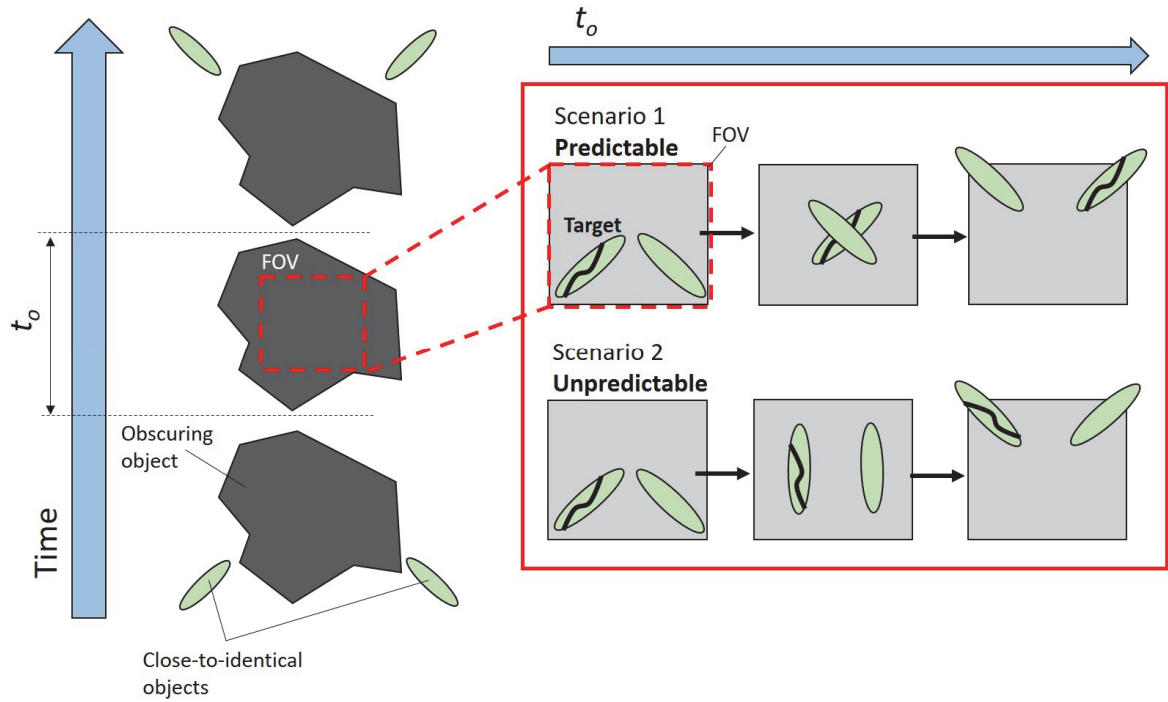 Time
t_o
FOV
Obscuring
object
Close-to-identical
objects
t_o
Scenario 1
Predictable
FOV
Target
Scenario 2
Unpredictable